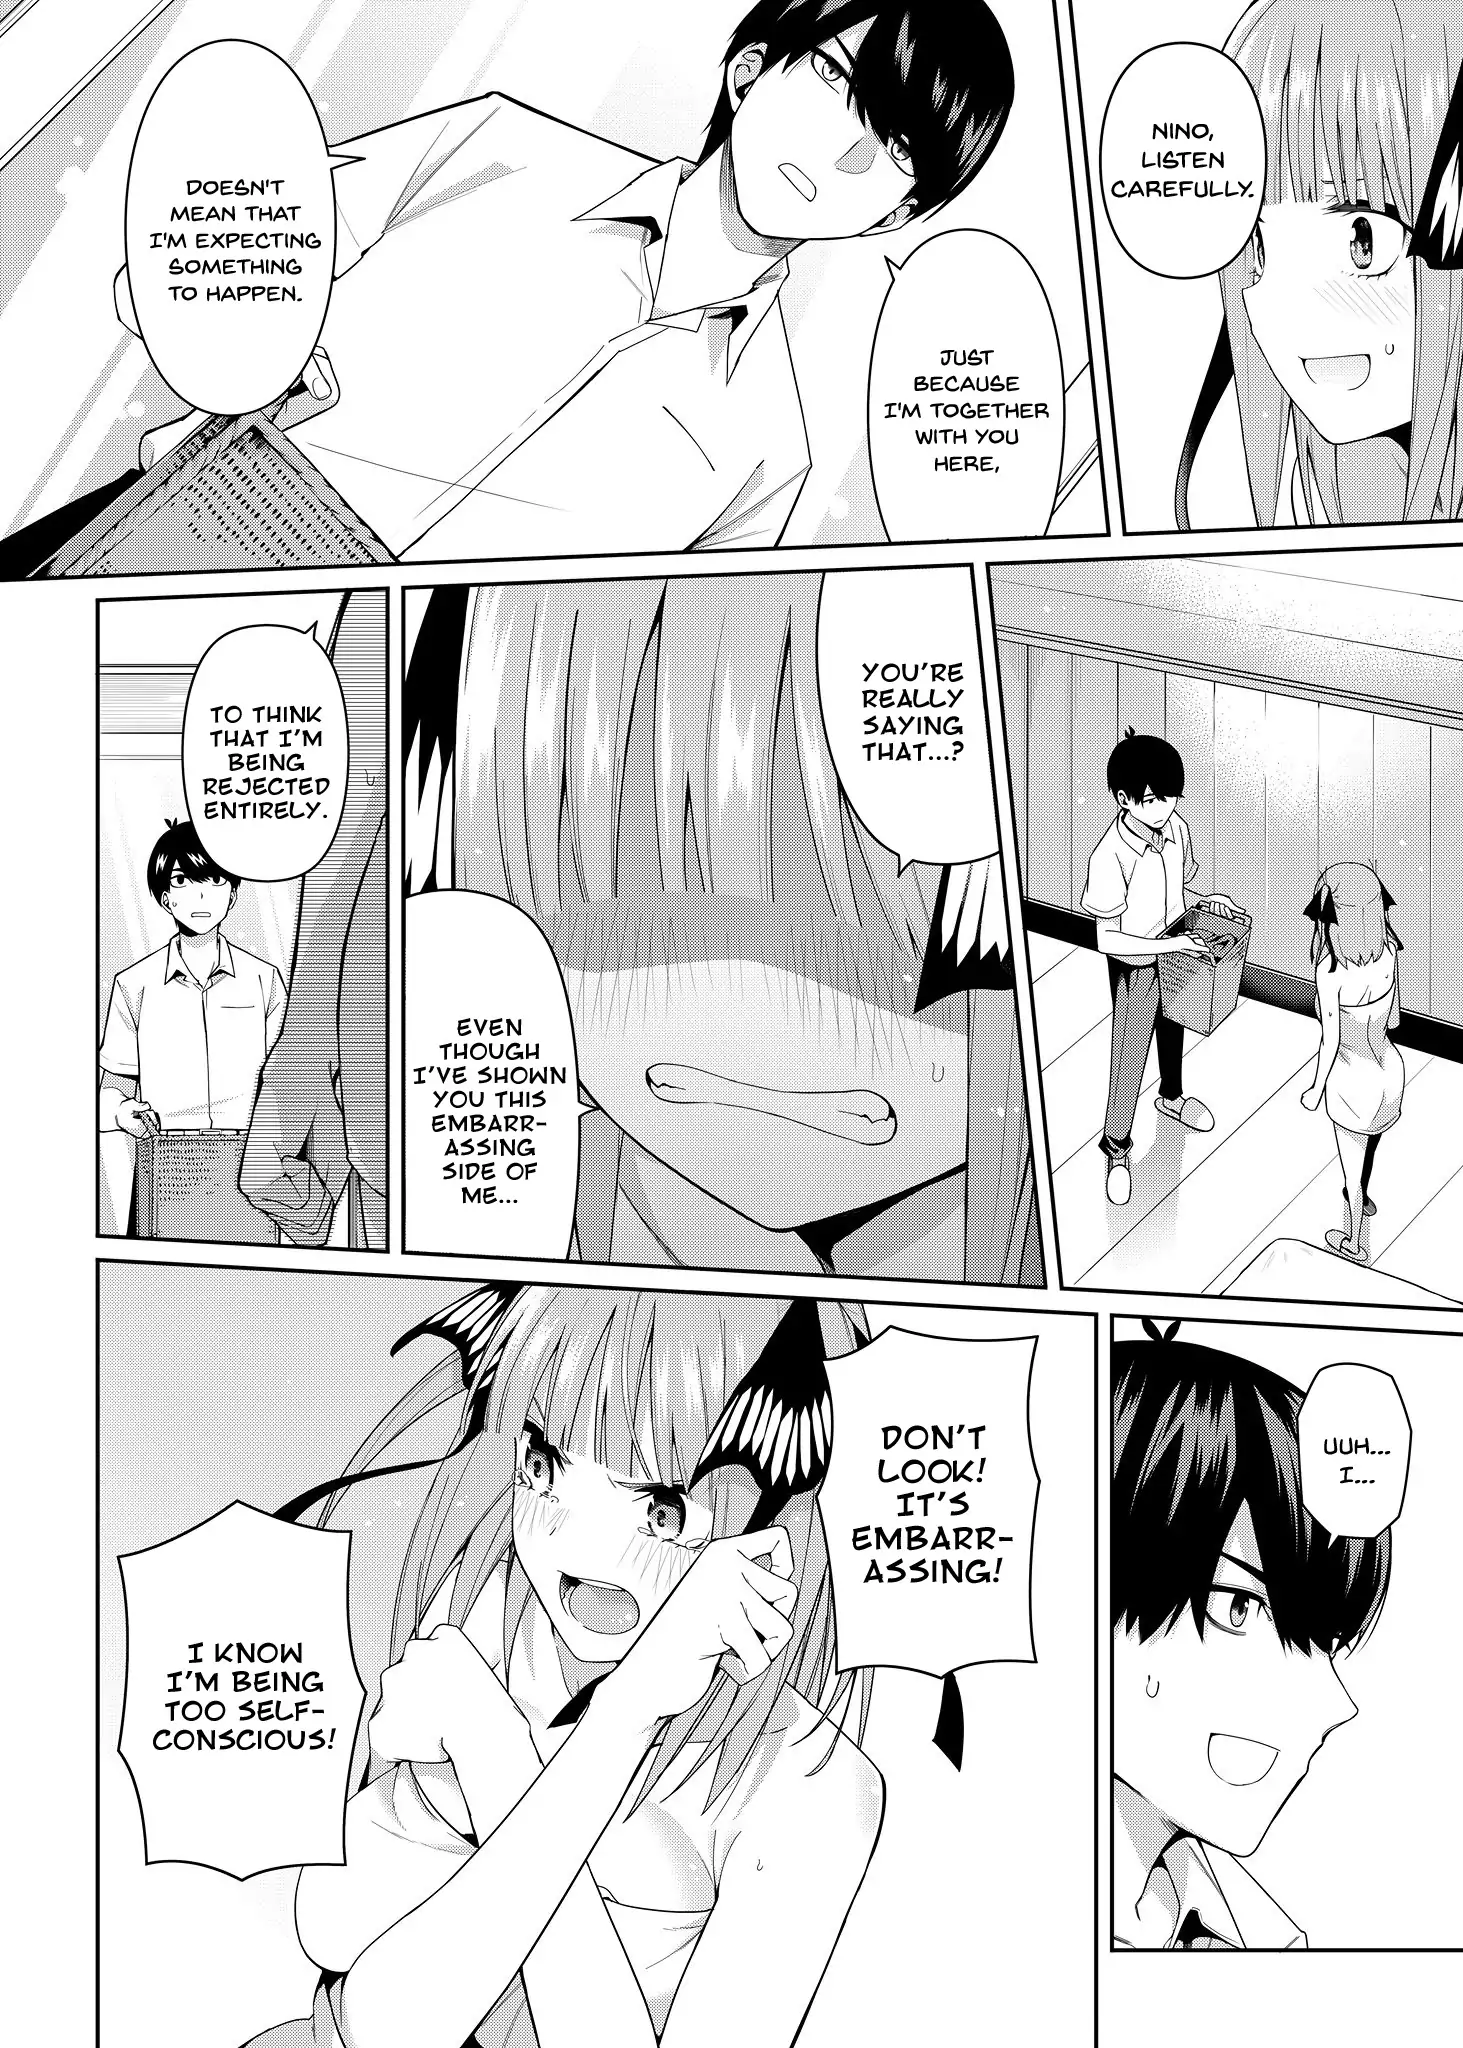 NINO,
LISTEN
CAREFULLY.
JUST
BECAUSE
I'M TOGETHER
WITH YOU
HERE,
DOESN'T
MEAN THAT
I'M EXPECTING
SOMETHING
TO HAPPEN.
YOU'RE
REALLY
SAYING
THAT...?
EVEN
THOUGH
I'VE SHOWN
YOU THIS
EMBARR-
ASSING
SIDE OF
ME...
TO THINK
THAT I'M
BEING
REJECTED
ENTIRELY.
UUH...
I...
DON'T
LOOK!
IT'S
EMBARR-
ASSING!
I KNOW
I'M BEING
TOO SELF-
CONSCIOUS!